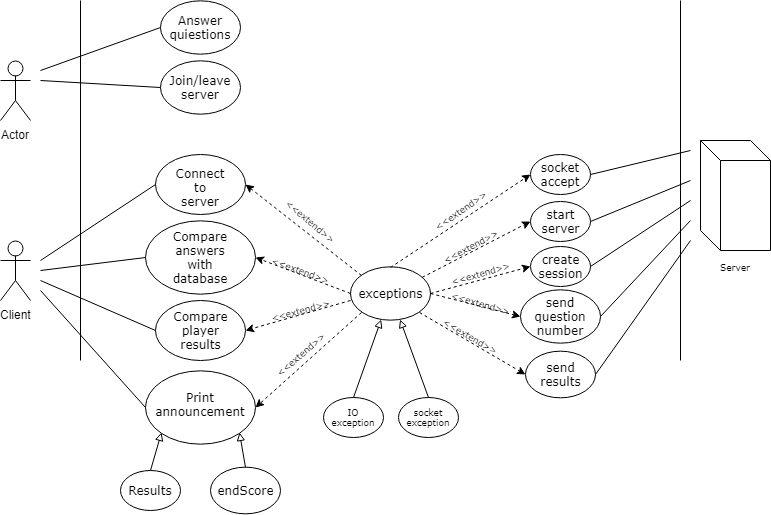 Answer
quiestions
Join/leave
server
Actor
Connect
to
server
socket
accept
<<extend>>
<<extend>>
start
server
<<extend>>
Compare
answers
with
database
<<extend>>
<<extend>>
create
session
Server
exceptions
Client
Compare
player
results
<<extend>>
<<extend>>
send
question
number
<<extend>>
<<extend>>
send
results
Print
announcement
IO
exception
socket
exception
Results
endScore